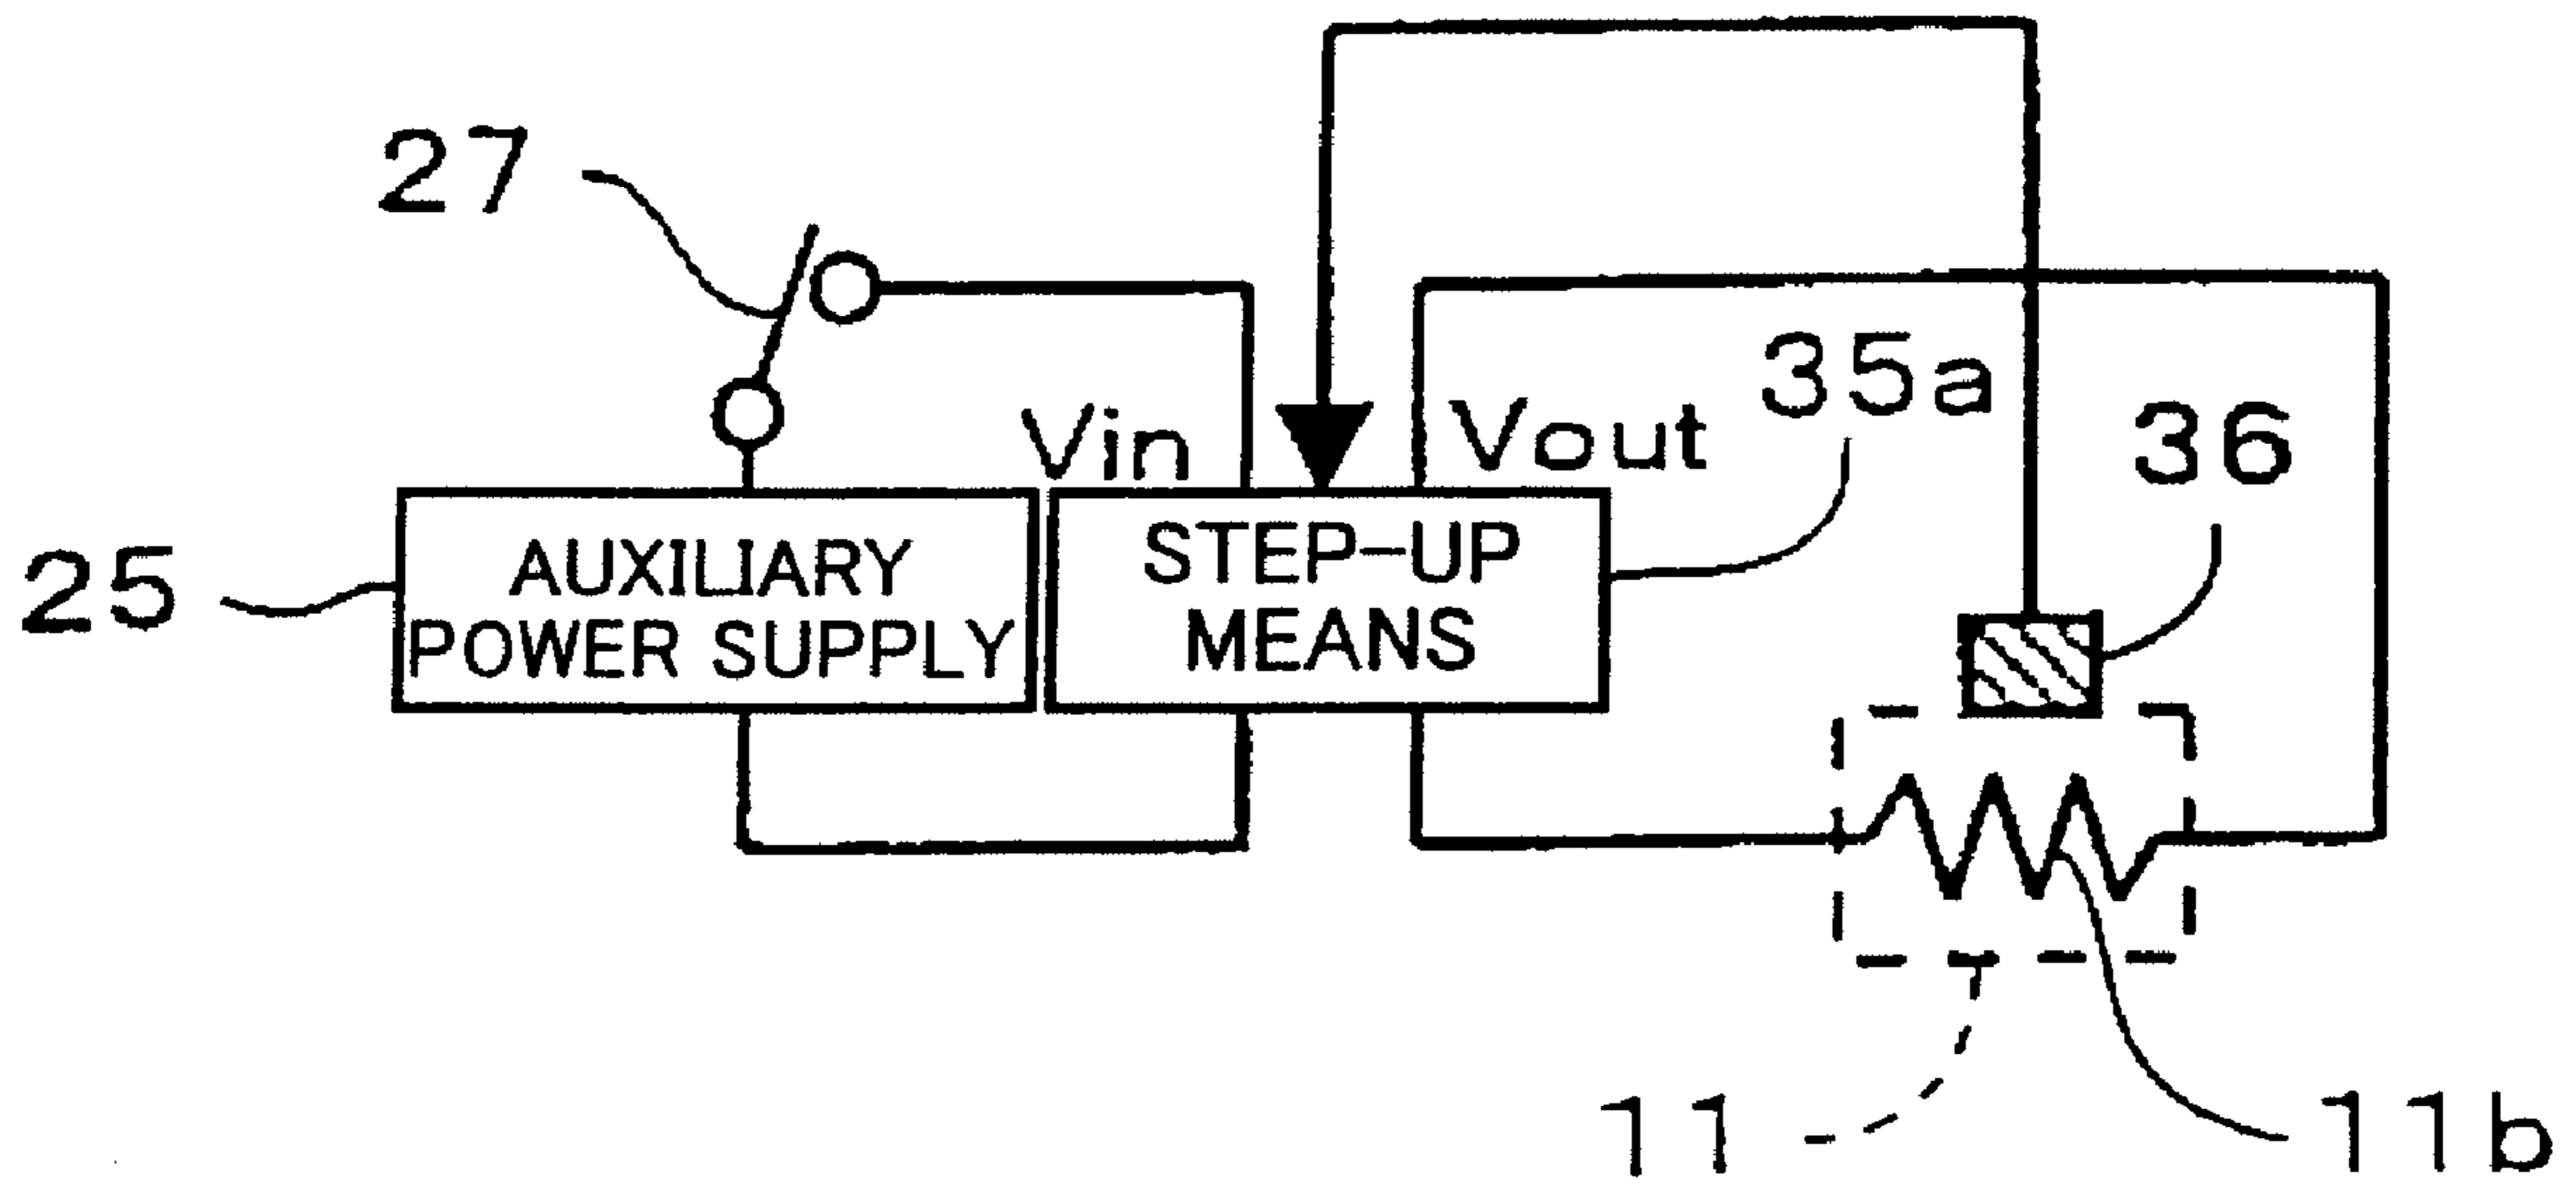 27
Vin
Vout
35a
36
25
AUXILIARY
POWER SUPPLY
STEP-UP
MEANS
11
11b